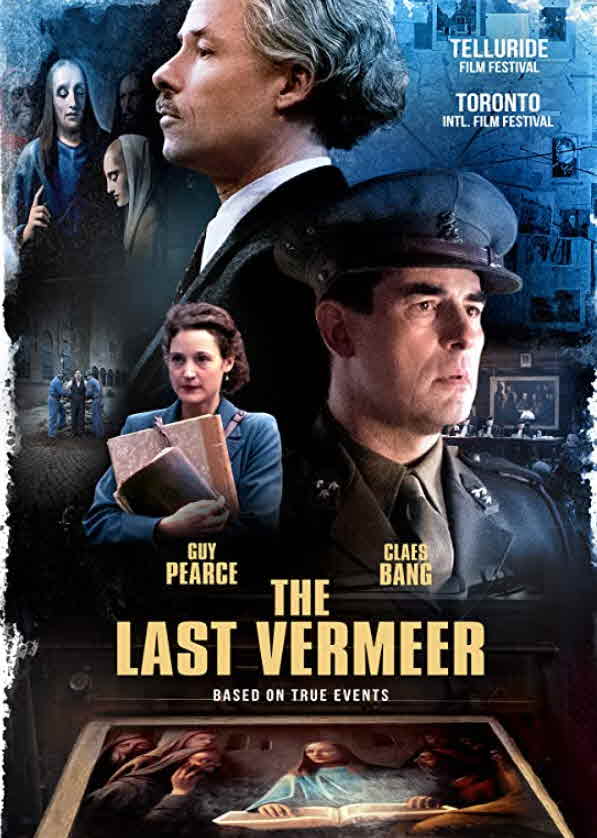 TELLURIDE
FILM FESTIVAL
TORONTO
INTL. FILM FESTIVAL
GUY
PEARCE
CLAES
BANG
THE
LAST VERMEER
BASED ON TRUE EVENTS